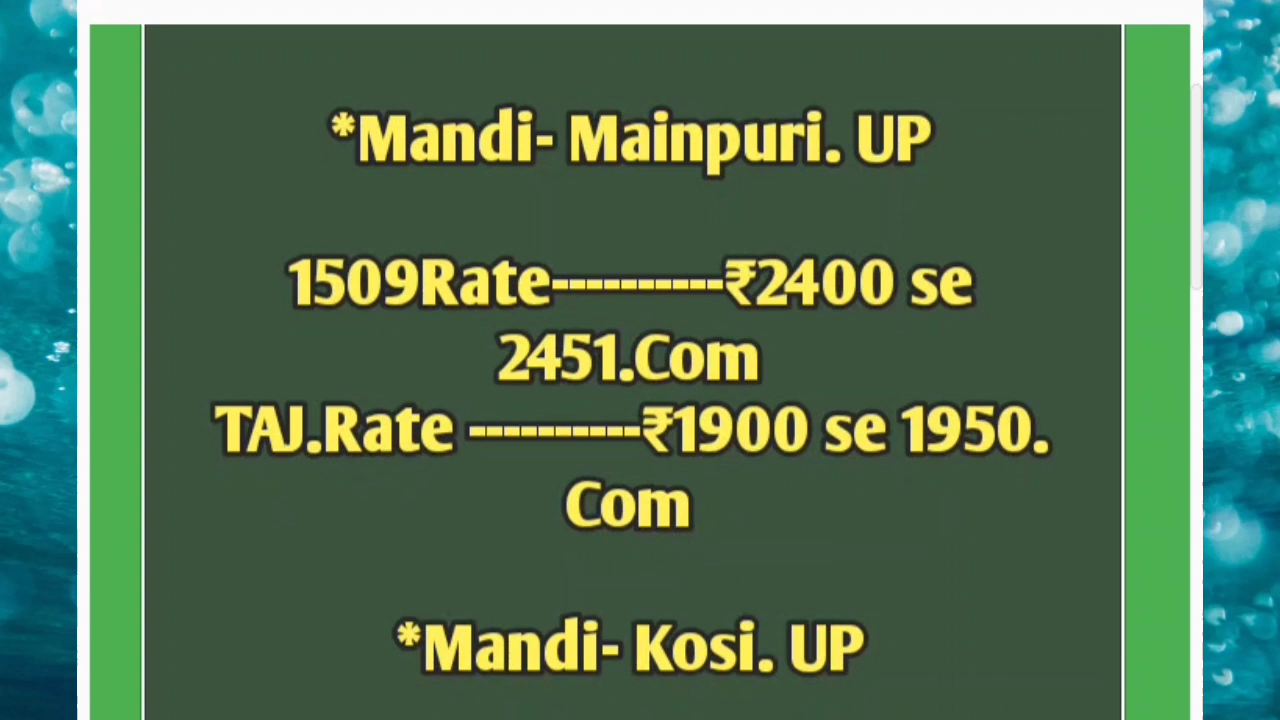 *Mandi- Mainpuri. UP
1509Rate----------₹2400 se
2451.Com
TAJ.Rate ----------₹1900 se 1950.
Com
*Mandi- Kosi. UP